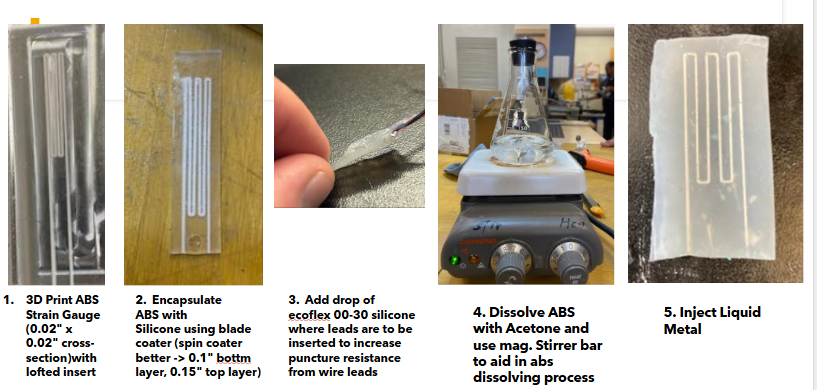 1. 3D Print ABS
Strain Gauge
(0.02" x
0.02" cross-
section)with
lofted insert
2. Encapsulate
ABS with
Silicone using blade
coater (spin coater
better -> 0.1" bottm
layer, 0.15" top layer)
3. Add drop of
ecoflex 00-30 silicone
where leads are to be
inserted to increase
puncture resistance
from wire leads
4. Dissolve ABS
with Acetone and
use mag. Stirrer bar
to aid in abs
dissolving process
5. Inject Liquid
Metal
150
Stir